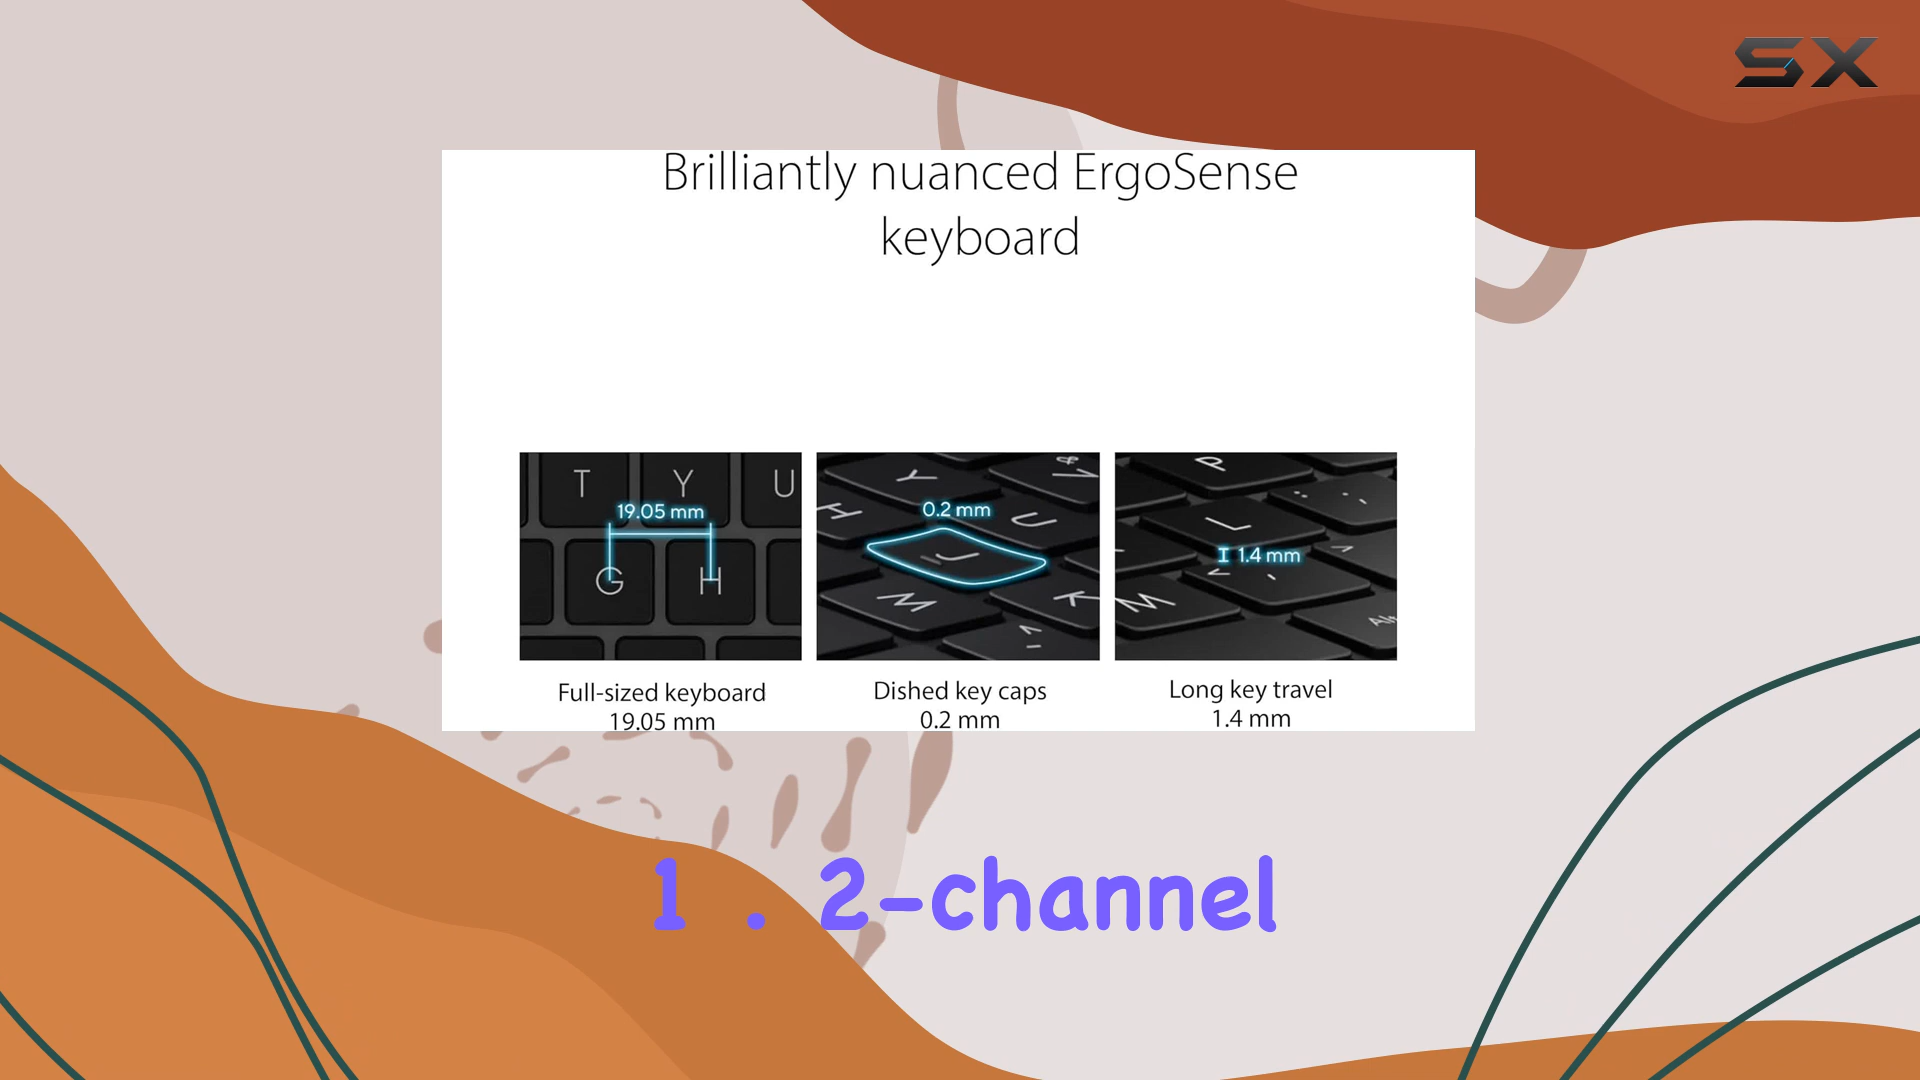 SX
Brilliantly nuanced ErgoSense
keyboard
T Y U
19.05 mm
G H
Y &
H 0.2 mm U
J
M K
P
L
I 1.4 mm
M Alt
Full-sized keyboard
19.05 mm
Dished key caps
0.2 mm
Long key travel
1.4 mm
1 . 2-channel